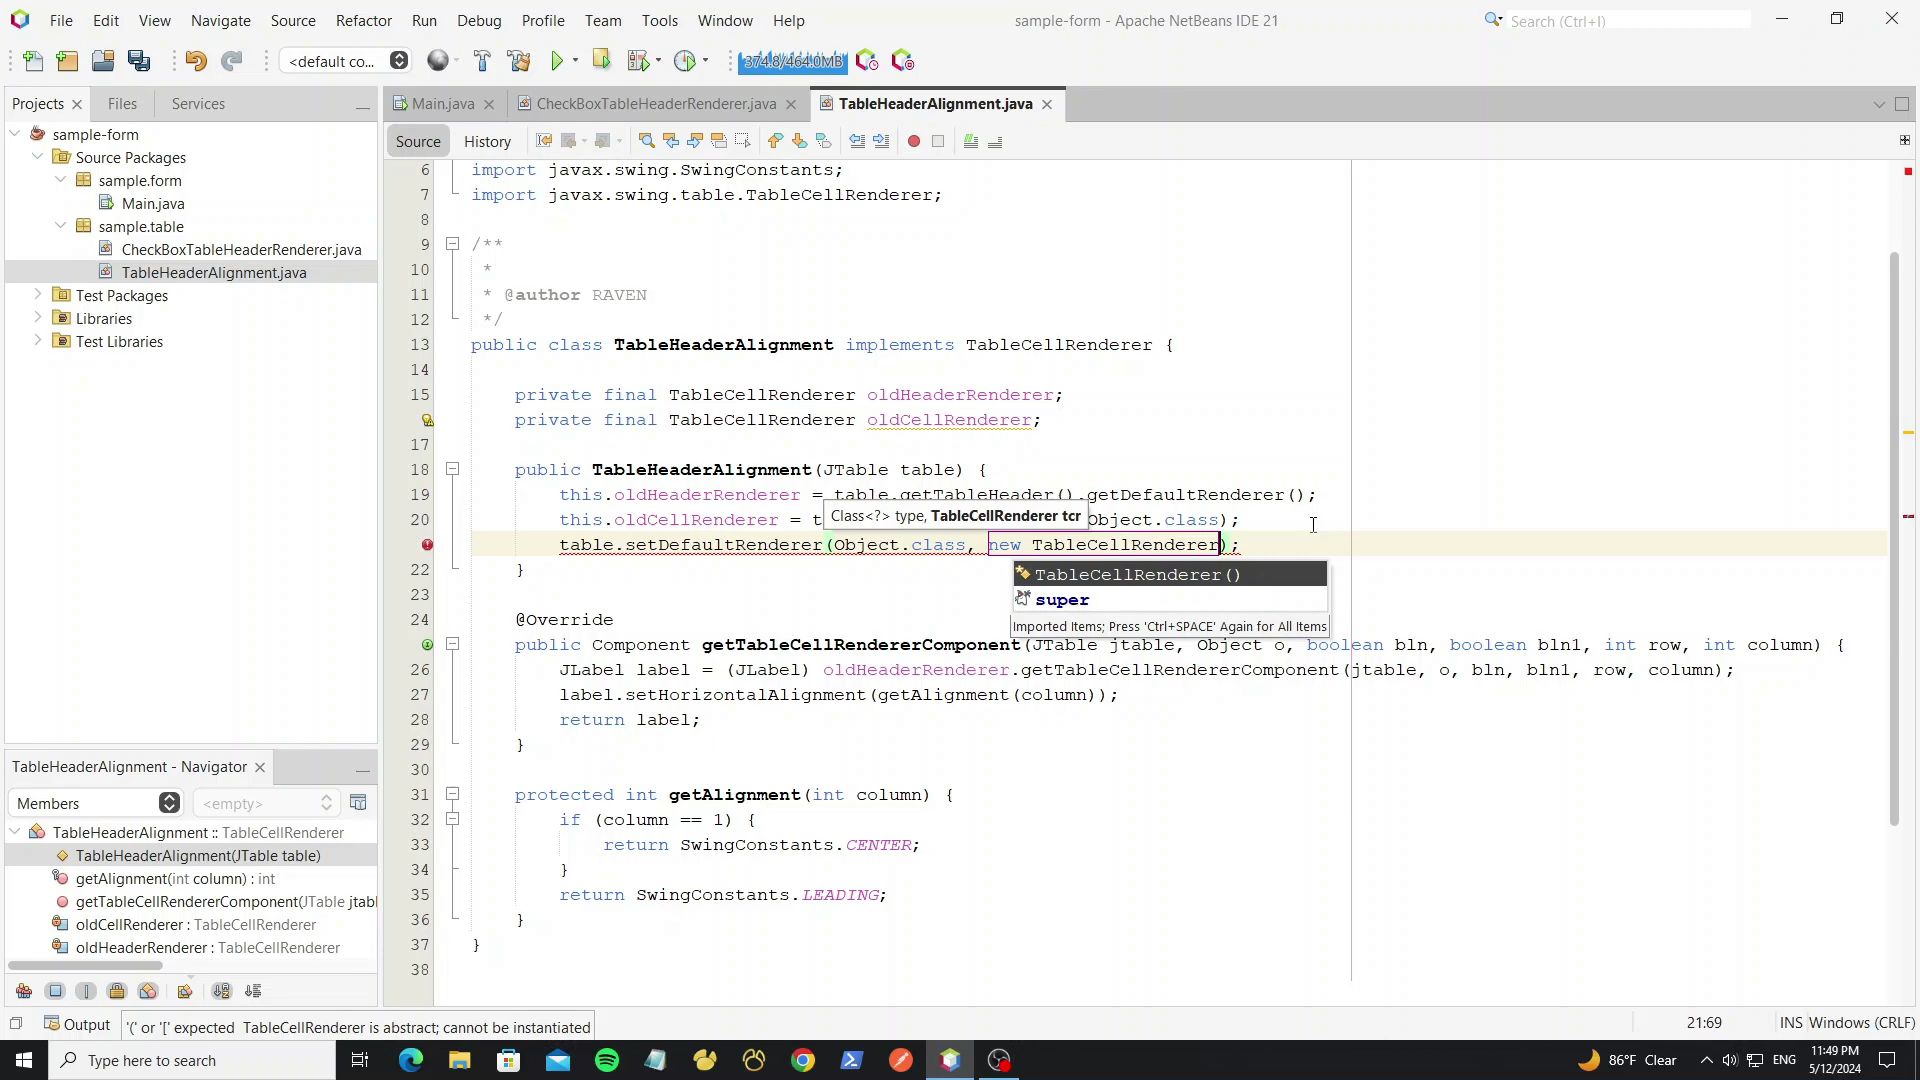 File Edit View Navigate Source Refactor Run Debug Profile Team Tools Window Help
sample-form - Apache NetBeans IDE 21
Search (Ctrl+I)
<default co...
374.8/464.0MB
Projects Files Services
Main.java CheckBoxTableHeaderRenderer.java TableHeaderAlignment.java
Source History
sample-form
Source Packages
sample.form
Main.java
sample.table
CheckBoxTableHeaderRenderer.java
TableHeaderAlignment.java
Test Packages
Libraries
Test Libraries
6 import javax.swing.SwingConstants;
7 import javax.swing.table.TableCellRenderer;
8
9 /**
10 *
11 * @author RAVEN
12 */
13 public class TableHeaderAlignment implements TableCellRenderer {
14
15 private final TableCellRenderer oldHeaderRenderer;
private final TableCellRenderer oldCellRenderer;
17
18 public TableHeaderAlignment(JTable table) {
19 this.oldHeaderRenderer = table.getTableHeader().getDefaultRenderer();
Class<?> type, TableCellRenderer tcr
20 this.oldCellRenderer = t Object.class);
table.setDefaultRenderer(Object.class, new TableCellRenderer);
22 }
TableCellRenderer()
super
Imported Items; Press 'Ctrl+SPACE' Again for All Items
23
24 @Override
public Component getTableCellRendererComponent(JTable jtable, Object o, boolean bln, boolean bln1, int row, int column) {
26 JLabel label = (JLabel) oldHeaderRenderer.getTableCellRendererComponent(jtable, o, bln, bln1, row, column);
27 label.setHorizontalAlignment(getAlignment(column));
28 return label;
29 }
30
31 protected int getAlignment(int column) {
32 if (column == 1) {
33 return SwingConstants.CENTER;
34 }
35 return SwingConstants.LEADING;
36 }
37 }
38
TableHeaderAlignment - Navigator
Members <empty>
TableHeaderAlignment :: TableCellRenderer
TableHeaderAlignment(JTable table)
getAlignment(int column) : int
getTableCellRendererComponent(JTable jtabl
oldCellRenderer : TableCellRenderer
oldHeaderRenderer : TableCellRenderer
Output
'(' or '[' expected TableCellRenderer is abstract; cannot be instantiated
21:69 INS Windows (CRLF)
Type here to search
86°F Clear
ENG
11:49 PM
5/12/2024